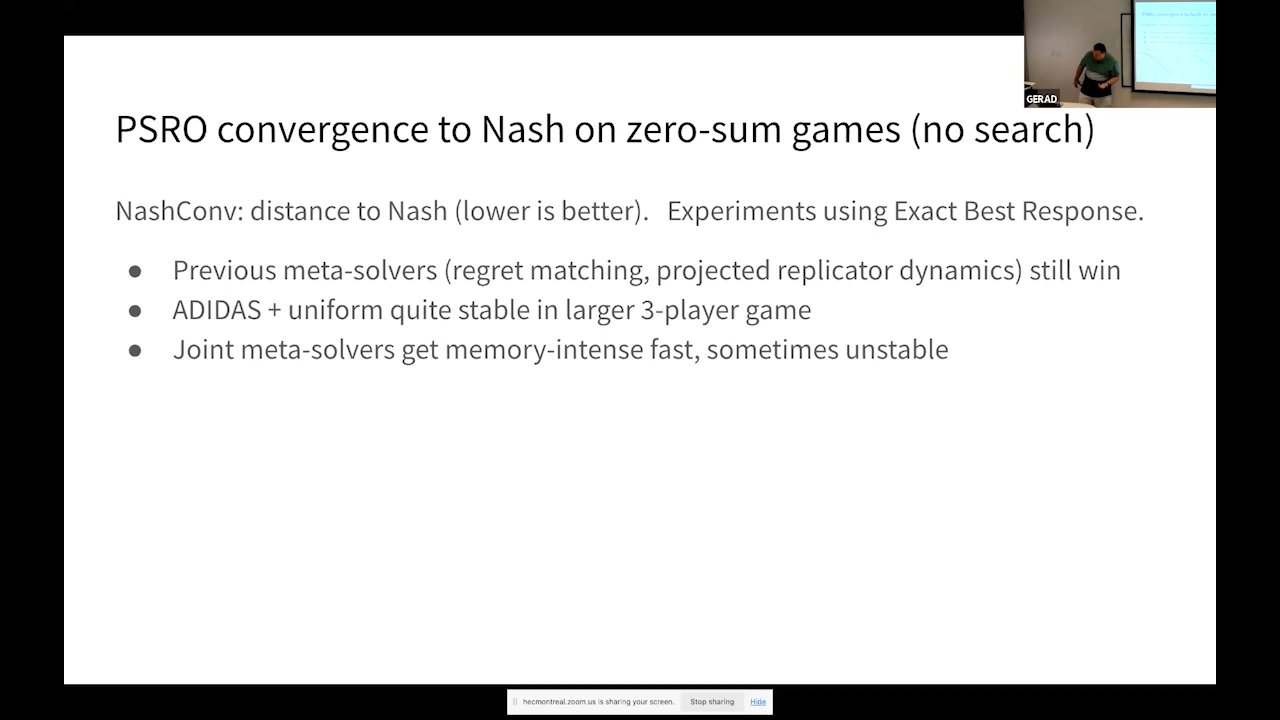 GERAD
PSRO convergence to Nash on zero-sum games (no search)
NashConv: distance to Nash (lower is better). Experiments using Exact Best Response.
● Previous meta-solvers (regret matching, projected replicator dynamics) still win
● ADIDAS + uniform quite stable in larger 3-player game
● Joint meta-solvers get memory-intense fast, sometimes unstable
hecmontreal.zoom.us is sharing your screen. Stop sharing Hide